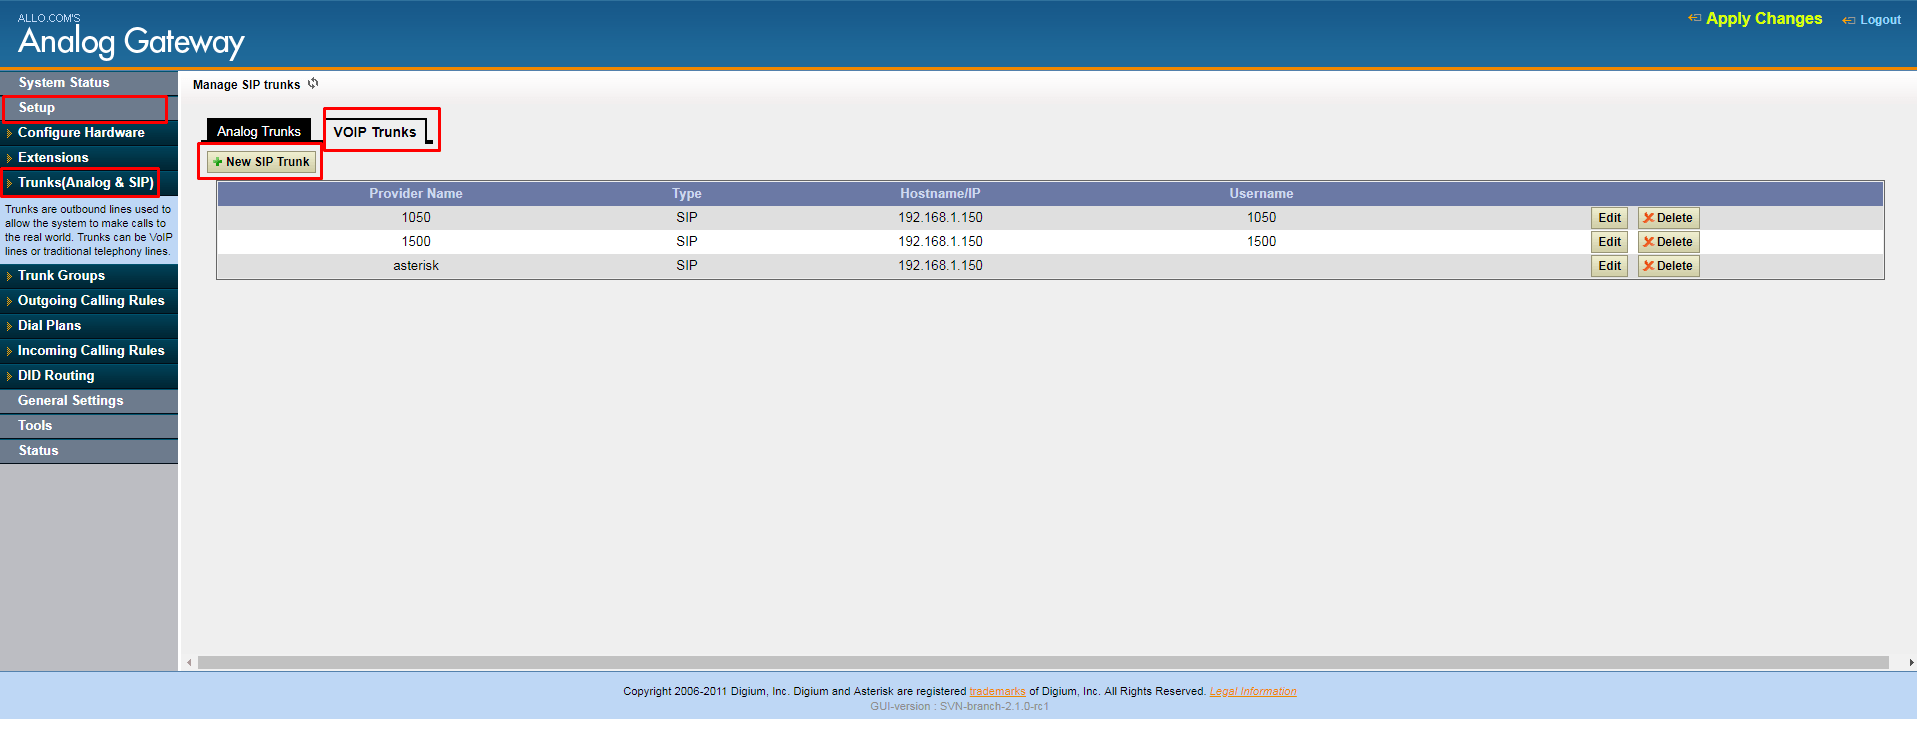 ALLO.COM'S
Analog Gateway
Apply Changes
Logout
System Status
Setup
Configure Hardware
Extensions
Trunks(Analog & SIP)
Trunks are outbound lines used to
allow the system to make calls to
the real world. Trunks can be VoIP
lines or traditional telephony lines.
Trunk Groups
Outgoing Calling Rules
Dial Plans
Incoming Calling Rules
DID Routing
General Settings
Tools
Status
Manage SIP trunks
Analog Trunks VOIP Trunks
New SIP Trunk
Provider Name Type Hostname/IP Username
1050 SIP 192.168.1.150 1050 Edit Delete
1500 SIP 192.168.1.150 1500 Edit Delete
asterisk SIP 192.168.1.150 Edit Delete
Copyright 2006-2011 Digium, Inc. Digium and Asterisk are registered trademarks of Digium, Inc. All Rights Reserved. Legal Information
GUI-version : SVN-branch-2.1.0-rc1